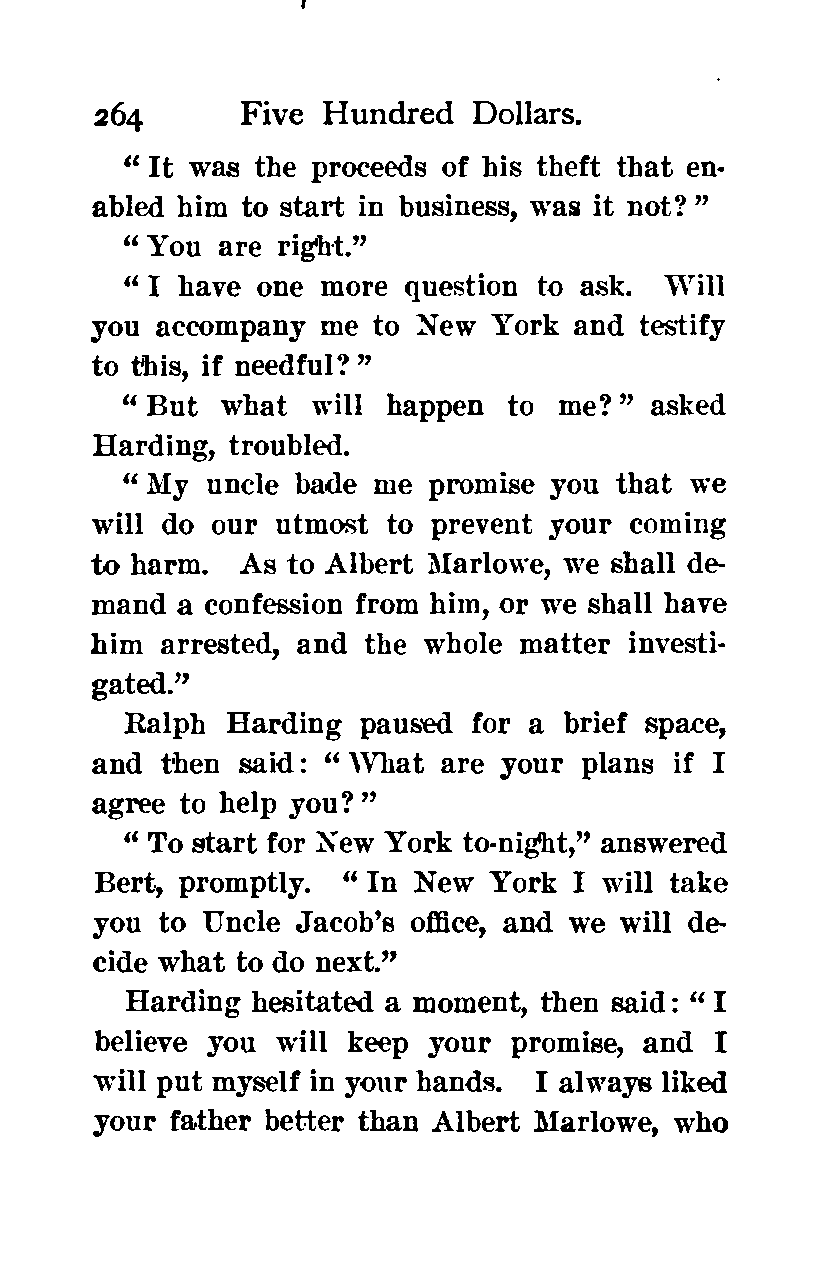 264 Five Hundred Dollars.
“ It was the proceeds of his theft that en-
abled him to start in business, was it not? ”
“ You are right.”
“ I have one more question to ask. Will
you accompany me to New York and testify
to this, if needful? ”
“ But what will happen to me? ” asked
Harding, troubled.
“ My uncle bade me promise you that we
will do our utmost to prevent your coming
to harm. As to Albert Marlowe, we shall de-
mand a confession from him, or we shall have
him arrested, and the whole matter investi-
gated.”
Ralph Harding paused for a brief space,
and then said: “ What are your plans if I
agree to help you? ”
“ To start for New York to-night,” answered
Bert, promptly. “ In New York I will take
you to Uncle Jacob’s office, and we will de-
cide what to do next.”
Harding hesitated a moment, then said: “ I
believe you will keep your promise, and I
will put myself in your hands. I always liked
your father better than Albert Marlowe, who